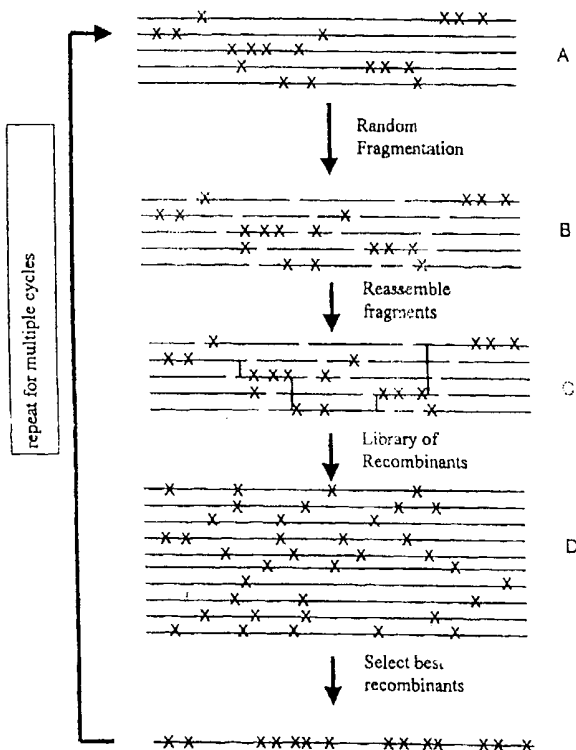 A
Random
Fragmentation
B
Reassemble
fragments
C
Library of
Recombinants
D
Select best
recombinants
repeat for multiple cycles